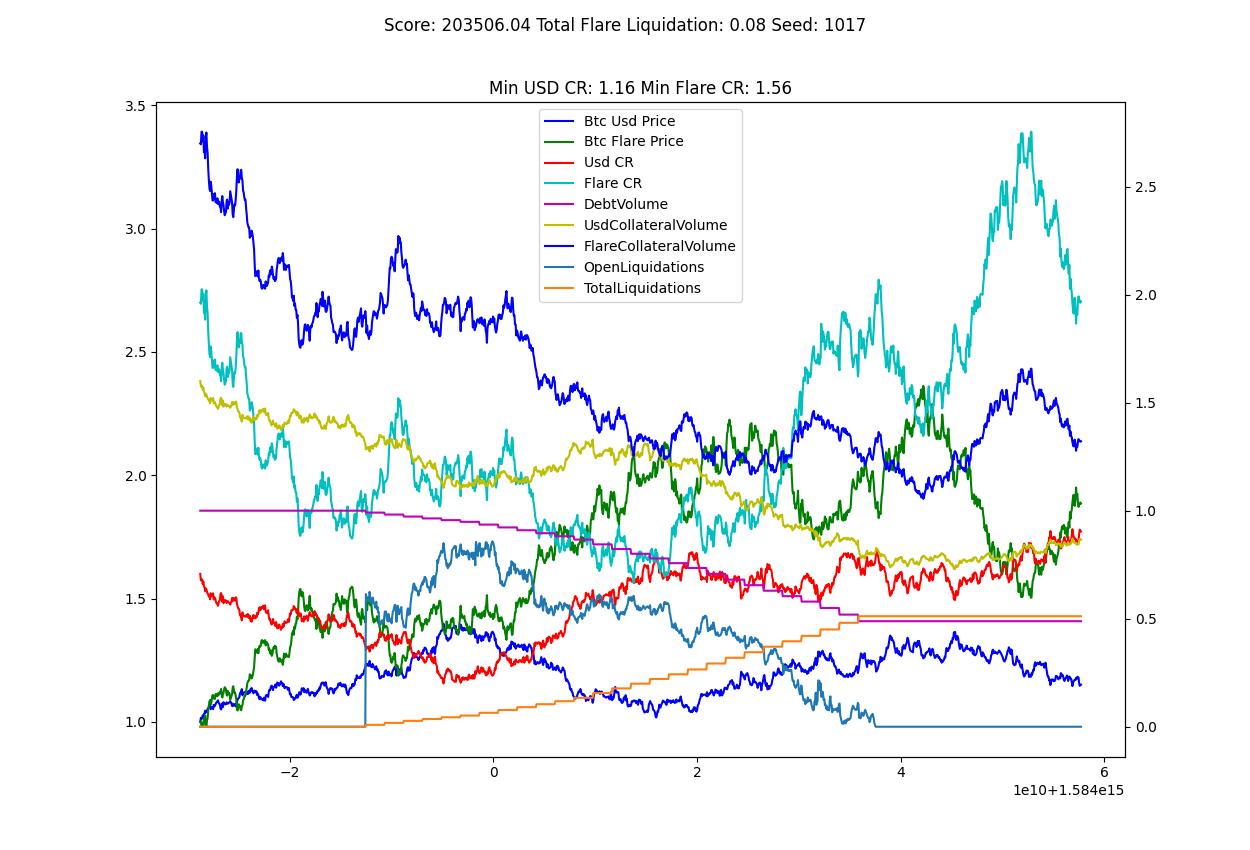 Score: 203506.04 Total Flare Liquidation: 0.08 Seed: 1017
Min USD CR: 1.16 Min Flare CR: 1.56
3.5
3.0
2.5
2.0
1.5
1.0
Btc Usd Price
Btc Flare Price
Usd CR
Flare CR
DebtVolume
UsdCollateralVolume
FlareCollateralVolume
OpenLiquidations
TotalLiquidations
2.5
2.0
1.5
1.0
0.5
0.0
−2 0 2 4 6
1e10+1.584e15